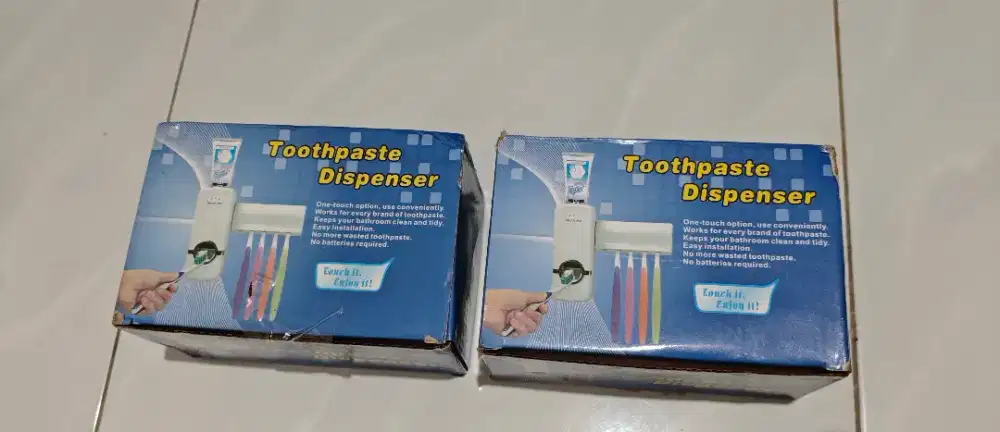 Toothpaste
Dispenser
One-touch option, use conveniently.
Works for every brand of toothpaste.
Keeps your bathroom clean and tidy.
Easy installation.
No more wasted toothpaste.
No batteries required.
Touch it.
Enjoy it!
Toothpaste
Dispenser
One-touch option, use conveniently.
Works for every brand of toothpaste.
Keeps your bathroom clean and tidy.
Easy installation.
No more wasted toothpaste.
No batteries required.
Touch it.
Enjoy it!